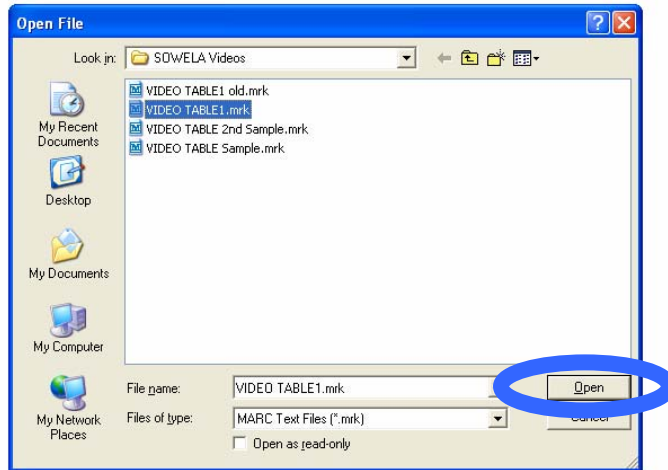 Open File
Look in: SOWELA Videos
VIDEO TABLE1 old.mrk
VIDEO TABLE1.mrk
VIDEO TABLE 2nd Sample.mrk
VIDEO TABLE Sample.mrk
My Recent
Documents
Desktop
My Documents
My Computer
My Network
Places
File name: VIDEO TABLE1.mrk Open
Files of type: MARC Text Files (*.mrk) Cancel
Open as read-only